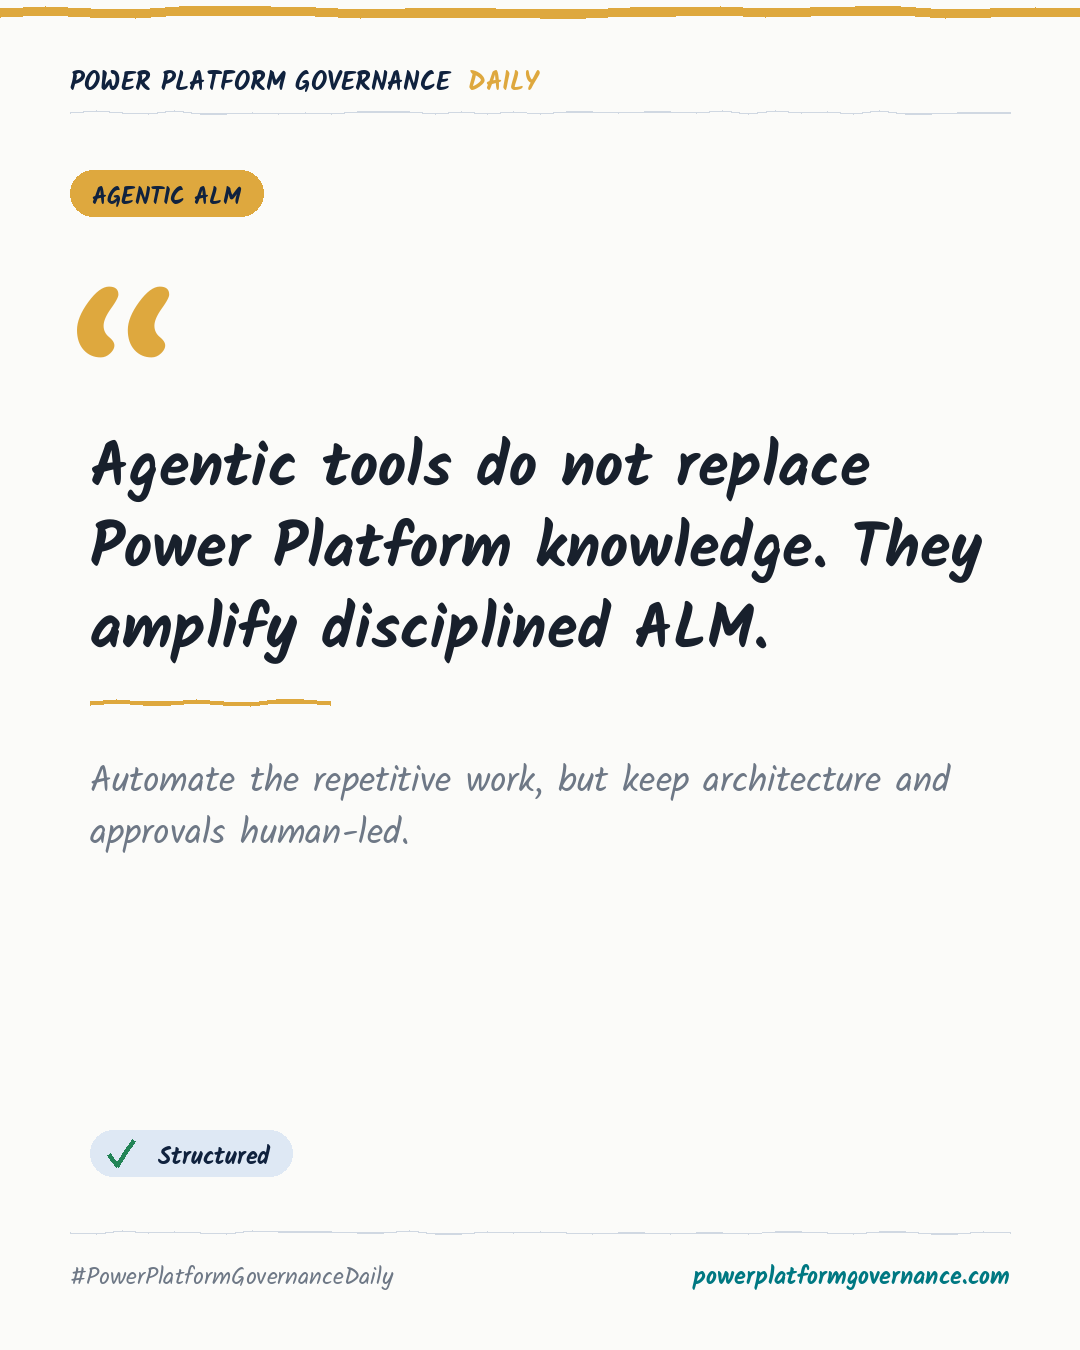 POWER PLATFORM GOVERNANCE DAILY
AGENTIC ALM
“
Agentic tools do not replace
Power Platform knowledge. They
amplify disciplined ALM.
Automate the repetitive work, but keep architecture and
approvals human-led.
✓ Structured
#PowerPlatformGovernanceDaily
powerplatformgovernance.com